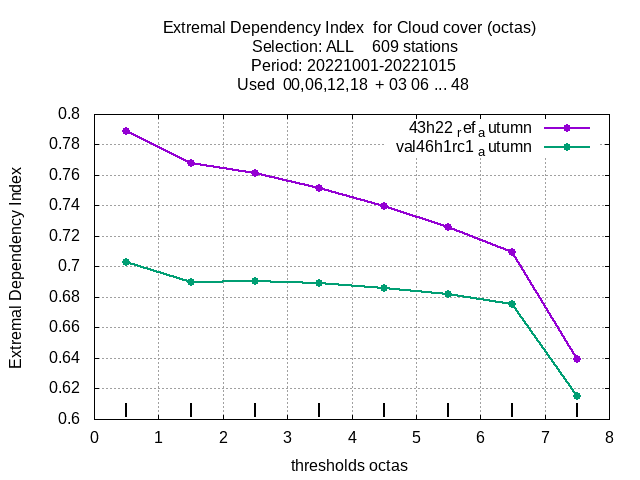 Extremal Dependency Index  for Cloud cover (octas)
Selection: ALL    609 stations
Period: 20221001-20221015
Used  00,06,12,18  + 03 06 ... 48
43h22 ref a utumn
val46h1rc1 a utumn
Extremal Dependency Index
0.8
0.78
0.76
0.74
0.72
0.7
0.68
0.66
0.64
0.62
0.6
0 1 2 3 4 5 6 7 8
thresholds octas